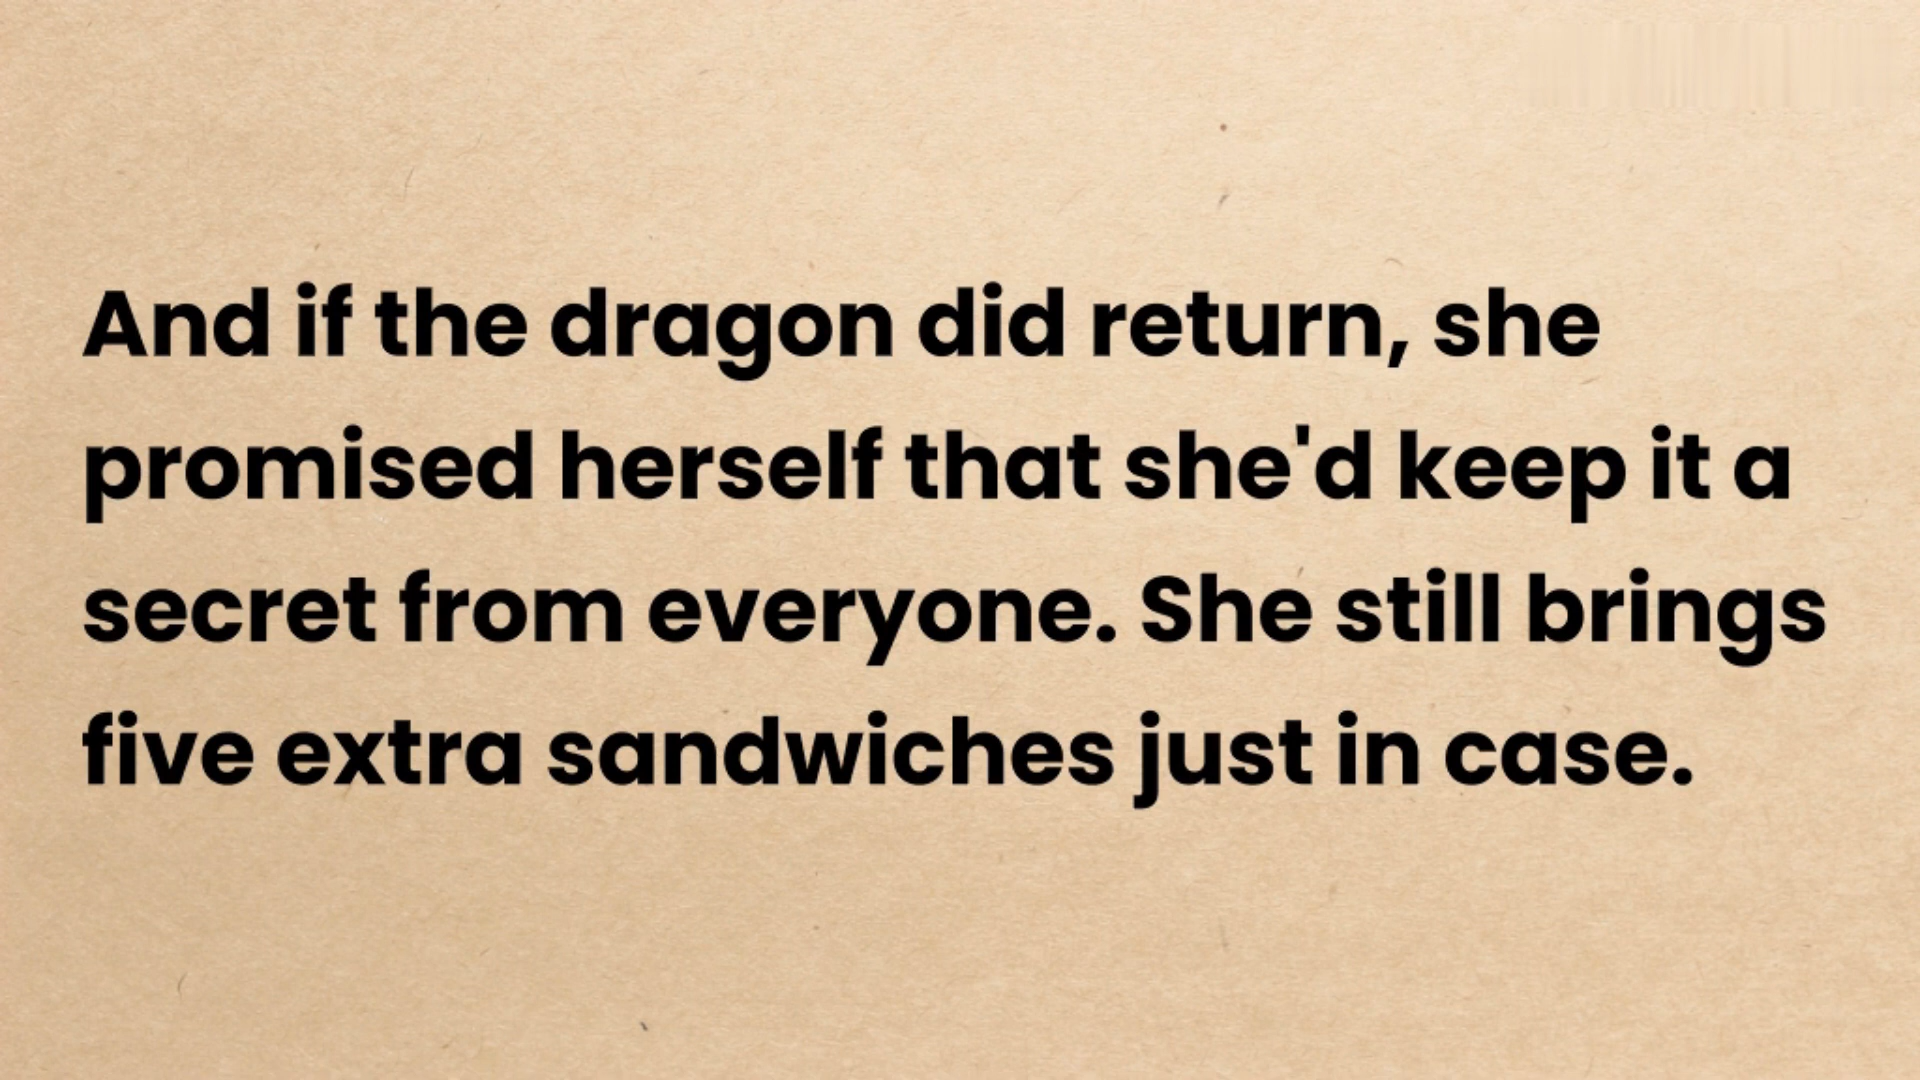 And if the dragon did return, she
promised herself that she'd keep it a
secret from everyone. She still brings
five extra sandwiches just in case.